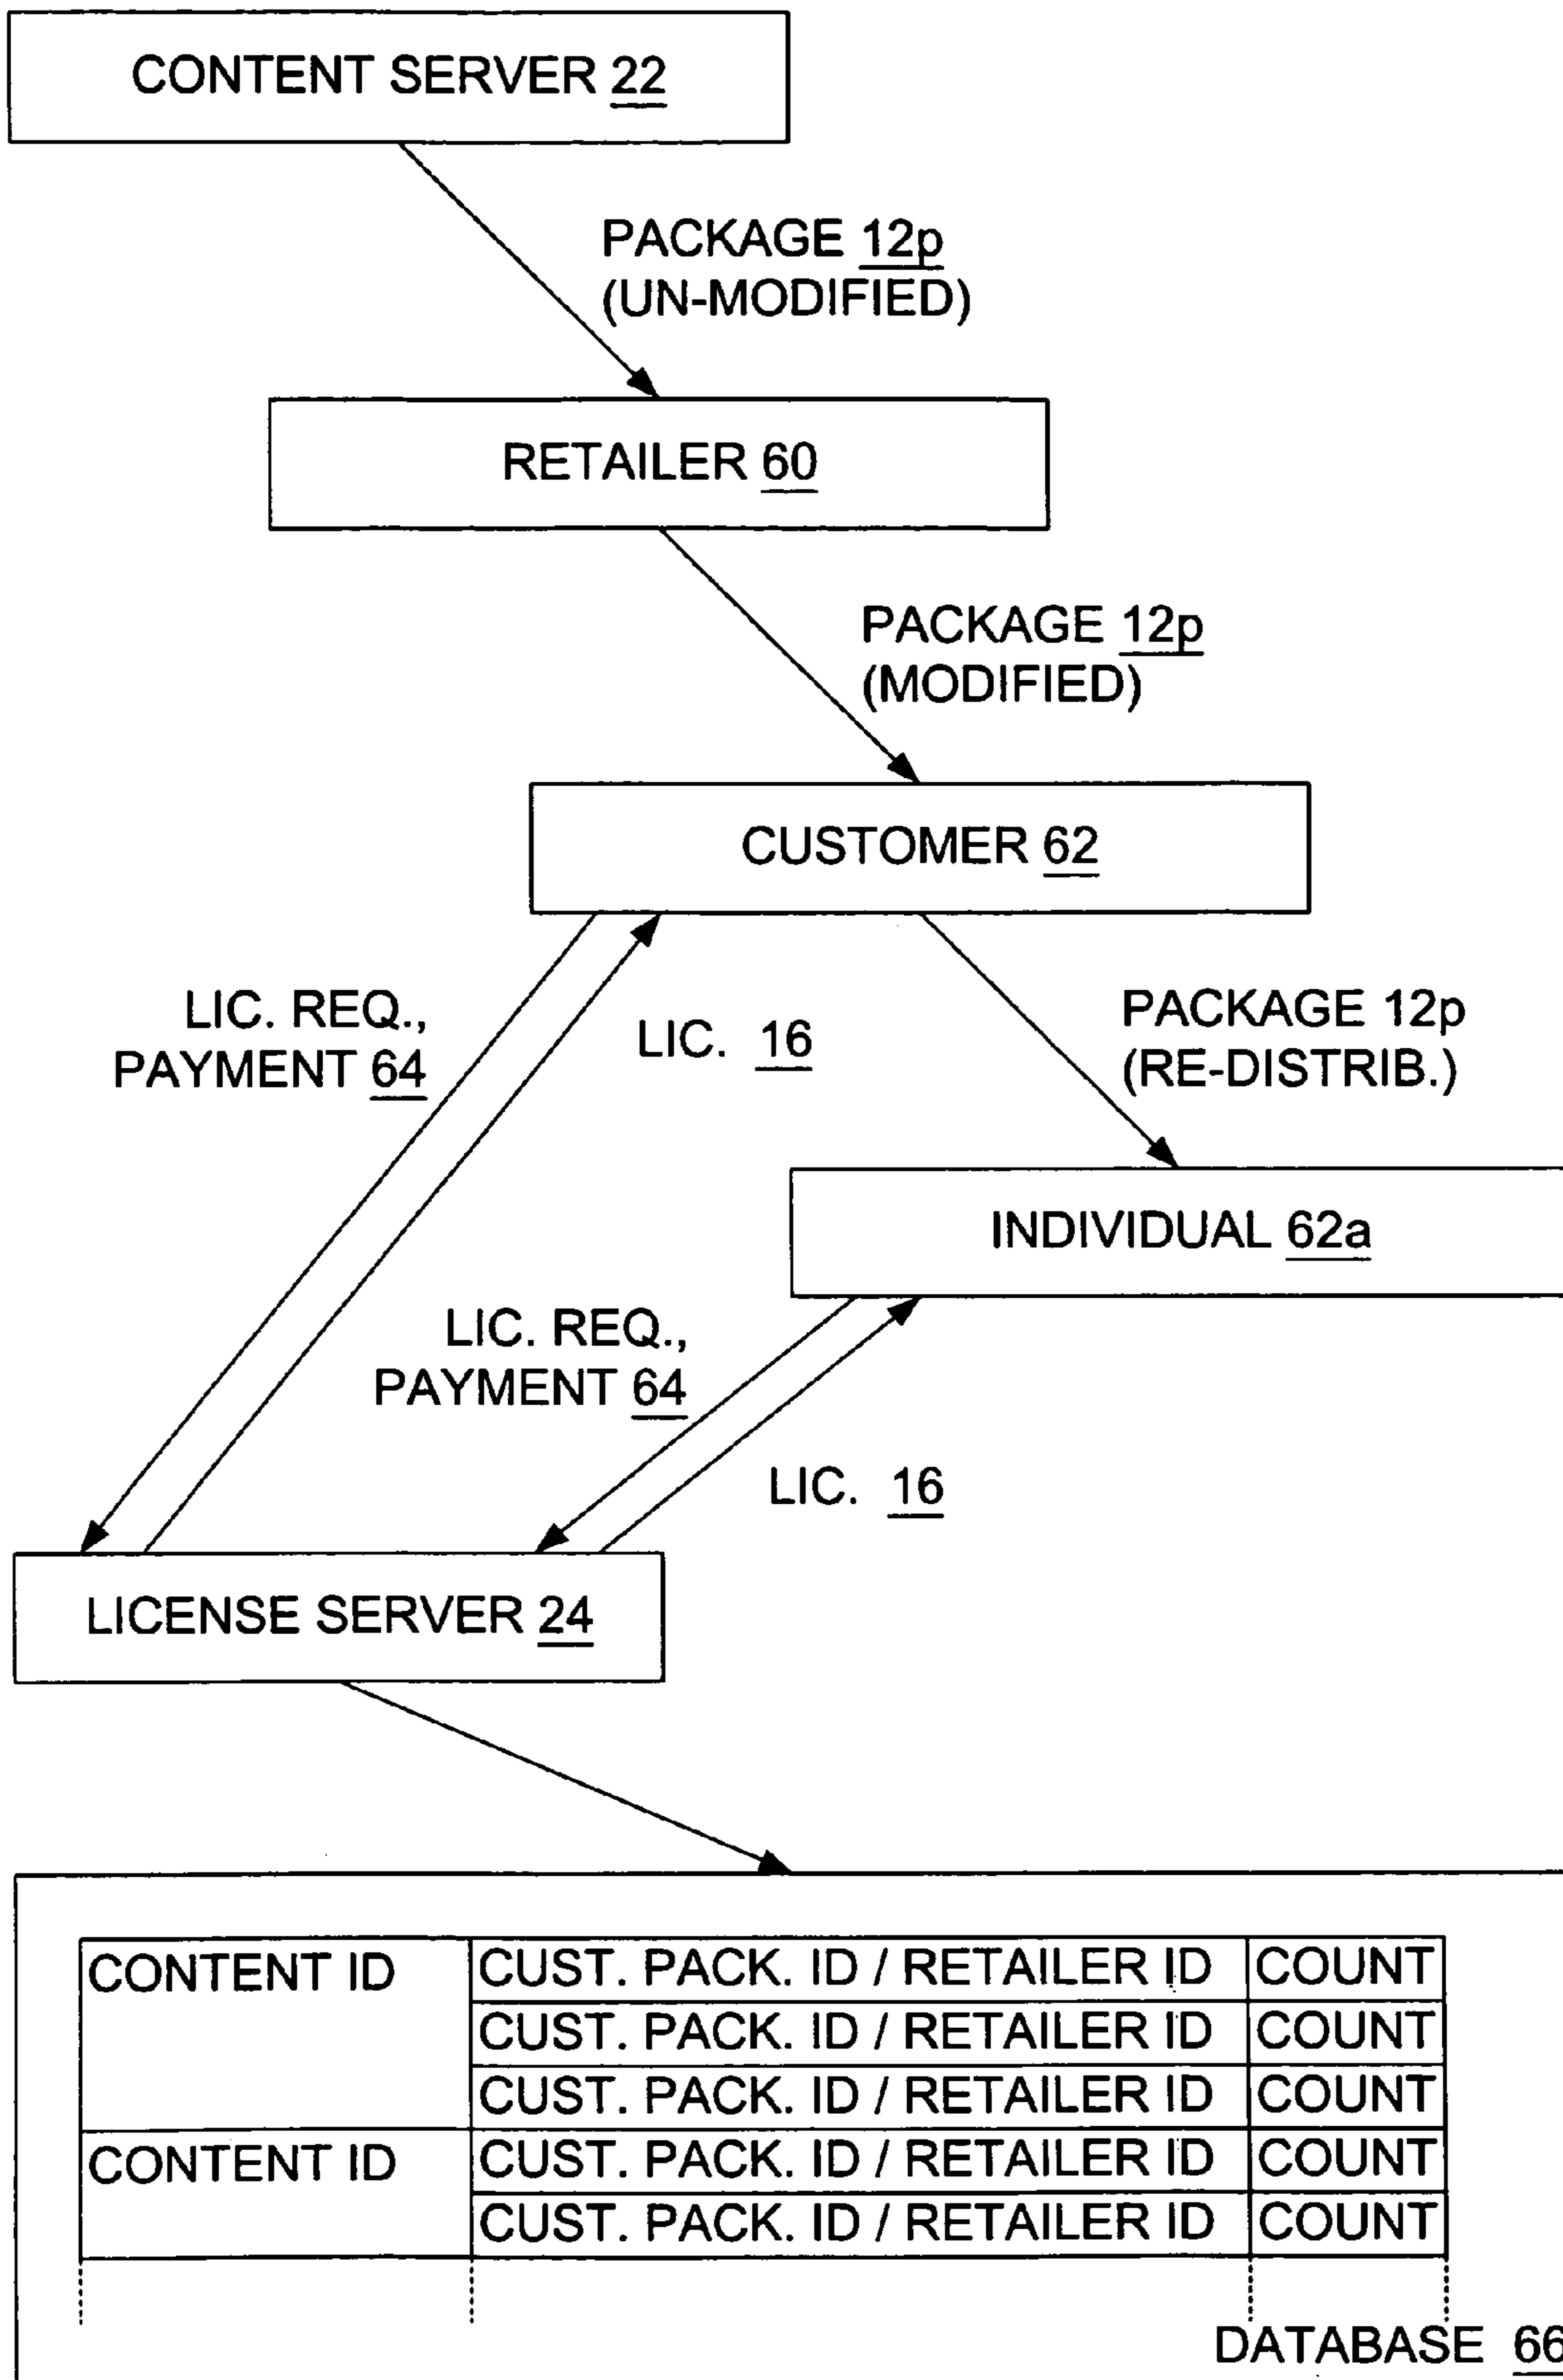 CONTENT SERVER 22
PACKAGE 12p
(UN-MODIFIED)
RETAILER 60
PACKAGE 12p
(MODIFIED)
CUSTOMER 62
LIC. REQ.,
PAYMENT 64
LIC. 16
PACKAGE 12p
(RE-DISTRIB.)
INDIVIDUAL 62a
LIC. REQ.,
PAYMENT 64
LIC. 16
LICENSE SERVER 24
CONTENT ID CUST. PACK. ID / RETAILER ID COUNT
CUST. PACK. ID / RETAILER ID COUNT
CUST. PACK. ID / RETAILER ID COUNT
CONTENT ID CUST. PACK. ID / RETAILER ID COUNT
CUST. PACK. ID / RETAILER ID COUNT
DATABASE 66